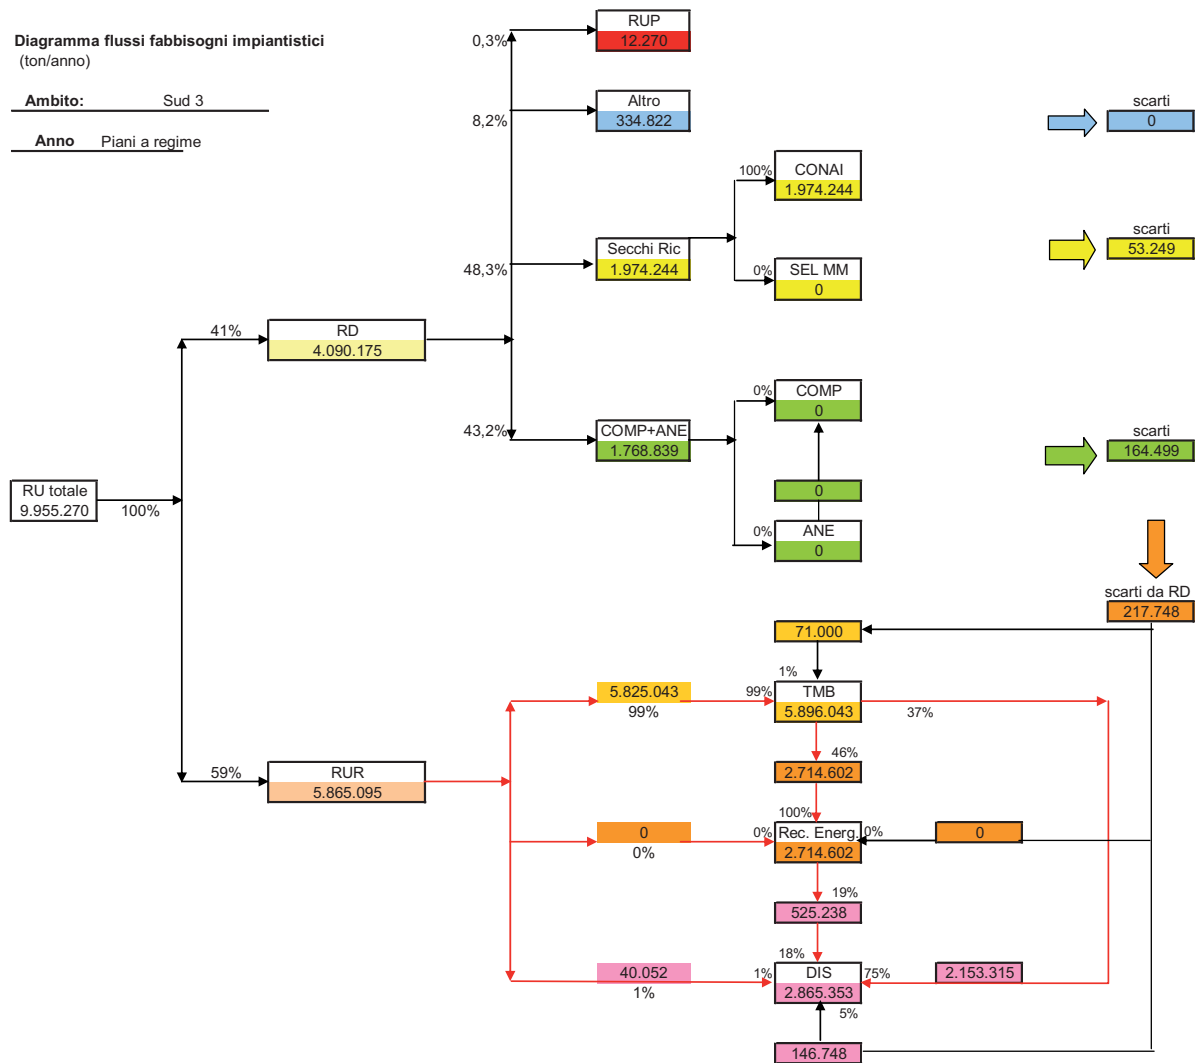 Diagramma flussi fabbisogni impiantistici
(ton/anno)
Ambito: Sud 3
Anno Piani a regime
0,3%
RUP
12.270
8,2%
Altro
334.822
scarti
0
100%
CONAI
1.974.244
48,3%
Secchi Ric
1.974.244
0%
SEL MM
0
scarti
53.249
41%
RD
4.090.175
43,2%
COMP+ANE
1.768.839
0%
COMP
0
0
0%
ANE
0
scarti
164.499
RU totale
9.955.270
100%
scarti da RD
217.748
71.000
1%
5.825.043
99%
99%
TMB
5.896.043
37%
46%
2.714.602
59%
RUR
5.865.095
100%
0
0%
0%
Rec. Energ.
2.714.602
0%
0
19%
525.238
18%
40.052
1%
1%
DIS
2.865.353
75%
2.153.315
5%
146.748